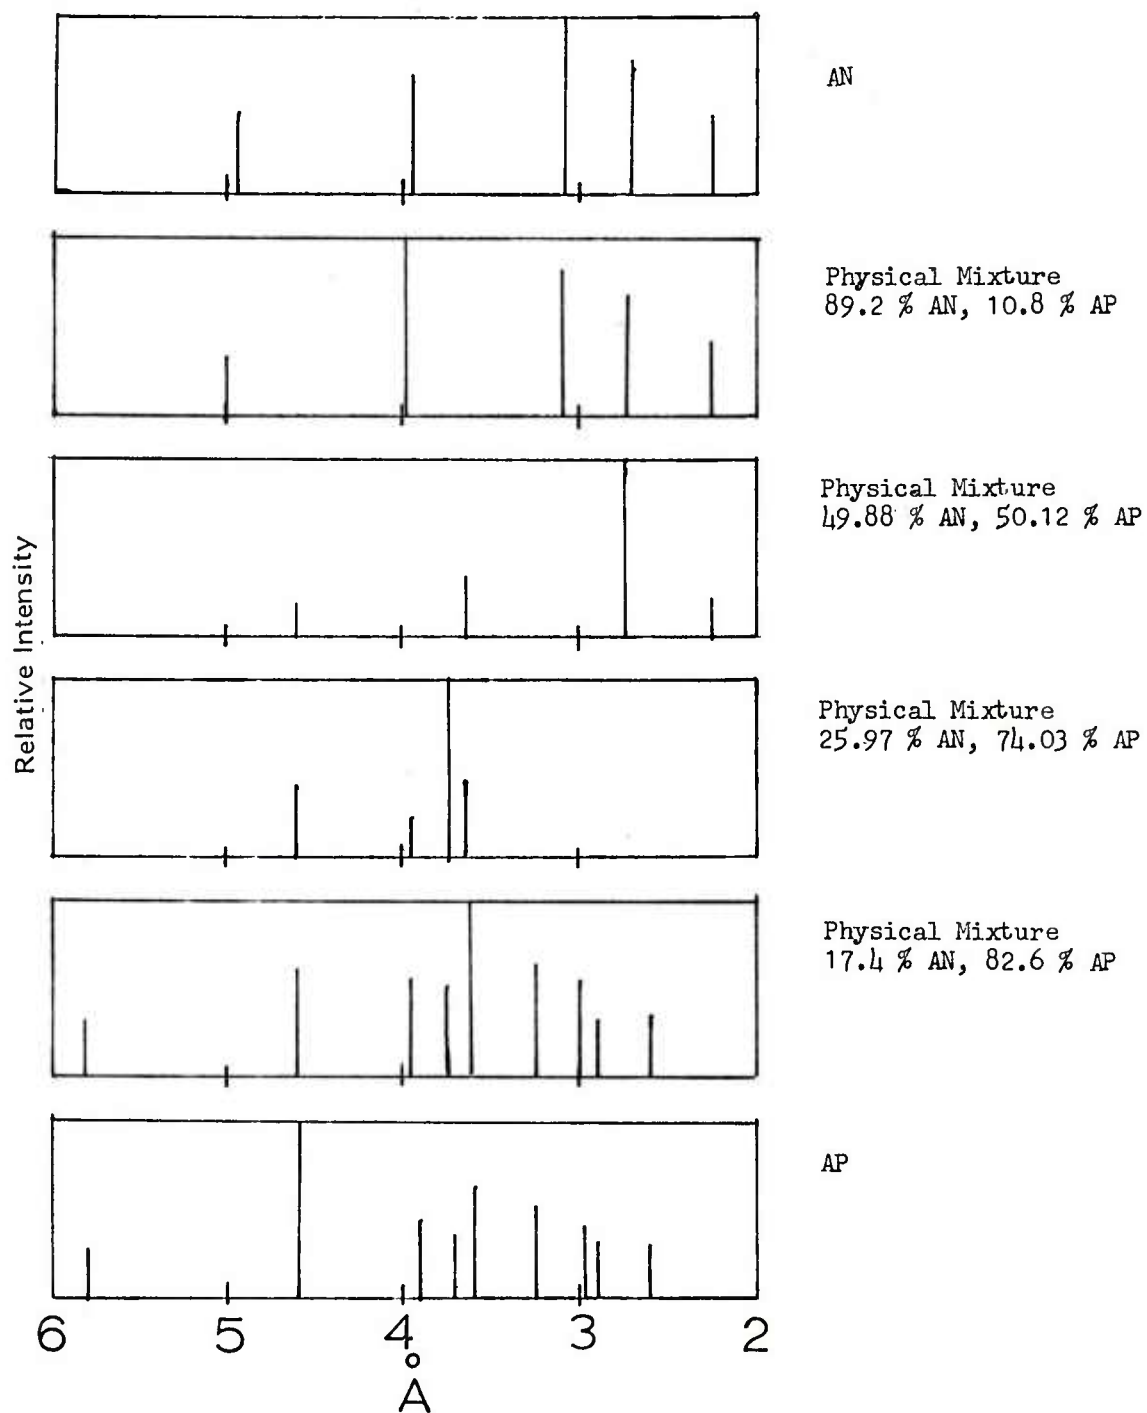 AN
Physical Mixture
89.2 % AN, 10.8 % AP
Physical Mixture
49.88 % AN, 50.12 % AP
Relative Intensity
Physical Mixture
25.97 % AN, 74.03 % AP
Physical Mixture
17.4 % AN, 82.6 % AP
AP
6 5 4 3 2
Å